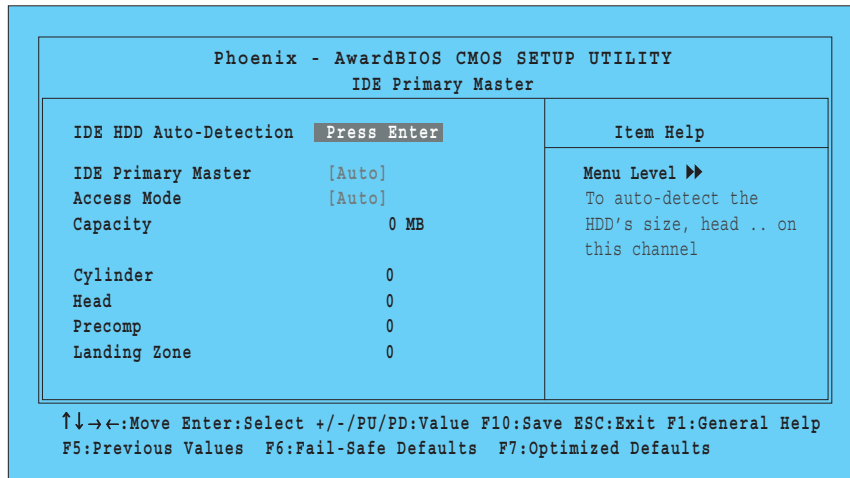 Phoenix - AwardBIOS CMOS SETUP UTILITY
IDE Primary Master
IDE HDD Auto-Detection Press Enter
IDE Primary Master [Auto]
Access Mode [Auto]
Capacity 0 MB
Cylinder 0
Head 0
Precomp 0
Landing Zone 0
Item Help
Menu Level ▶▶
To auto-detect the
HDD's size, head .. on
this channel
↑↓→←:Move Enter:Select +/-/PU/PD:Value F10:Save ESC:Exit F1:General Help
F5:Previous Values F6:Fail-Safe Defaults F7:Optimized Defaults